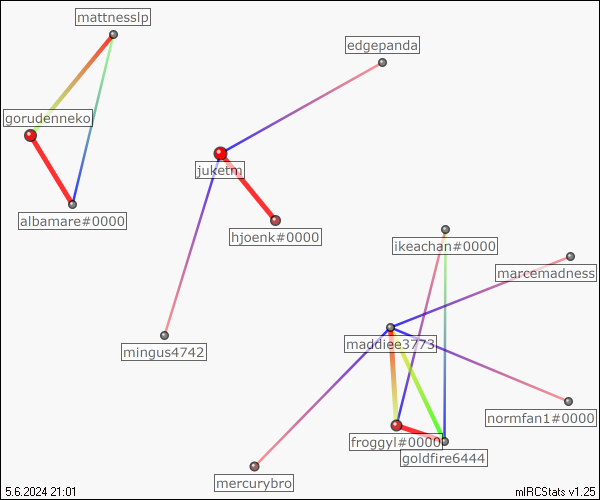 mattnesslp
edgepanda
gorudenneko
juketm
albamare#0000
hjoenk#0000
ikeachan#0000
marcemadness
maddiee3773
mingus4742
normfan1#0000
froggyl#0000
goldfire6444
mercurybro
5.6.2024 21:01
mIRCStats v1.25